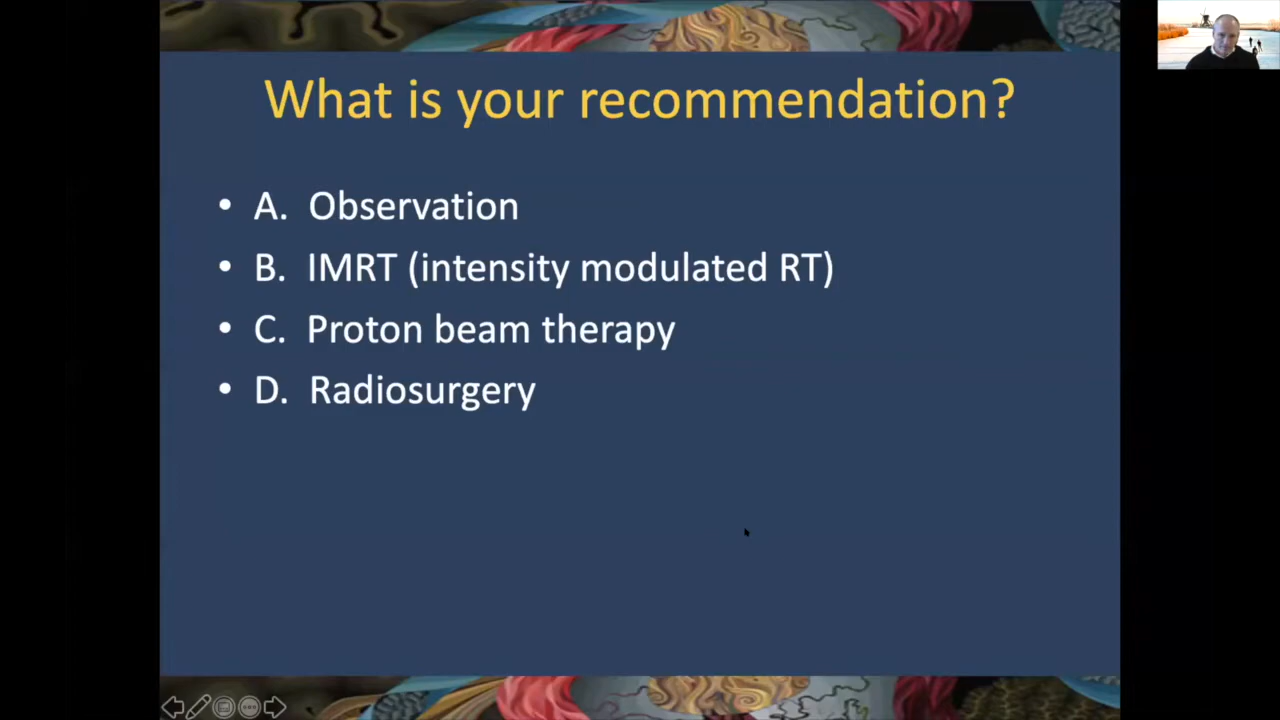 What is your recommendation?
• A. Observation
• B. IMRT (intensity modulated RT)
• C. Proton beam therapy
• D. Radiosurgery